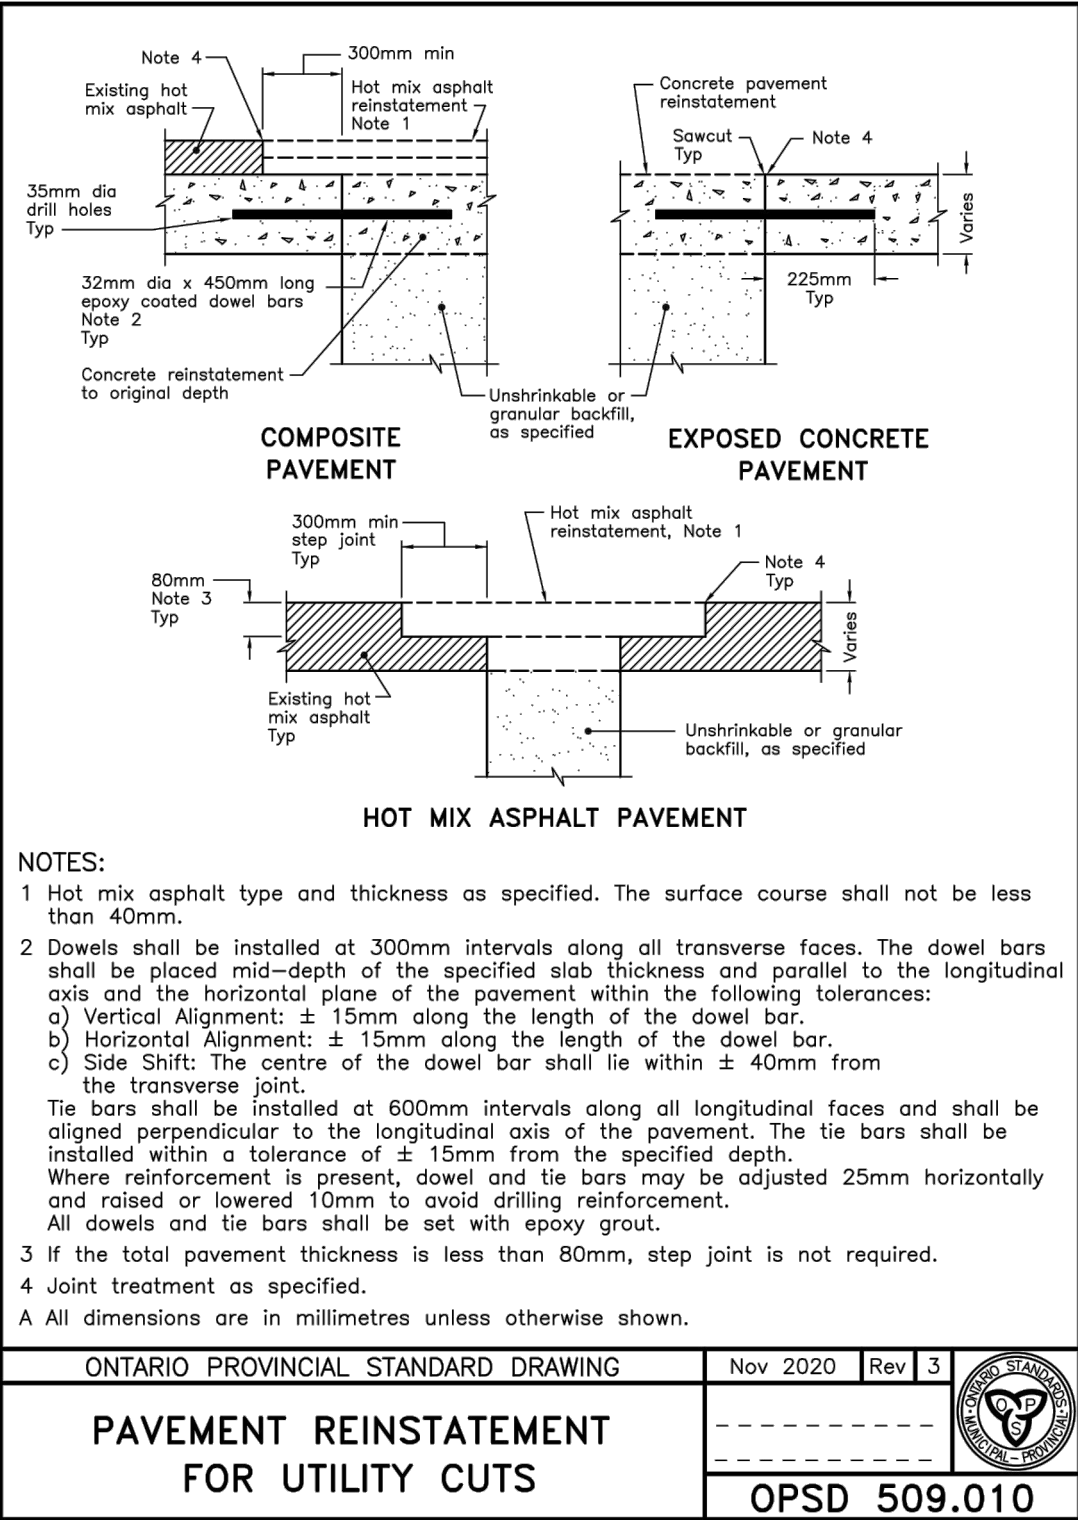 Note 4
300mm min
Existing hot
mix asphalt
Hot mix asphalt
reinstatement
Note 1
35mm dia
drill holes
Typ
32mm dia x 450mm long
epoxy coated dowel bars
Note 2
Typ
Concrete reinstatement
to original depth
Concrete pavement
reinstatement
Sawcut
Typ
Note 4
Varies
225mm
Typ
Unshrinkable or
granular backfill,
as specified
COMPOSITE
PAVEMENT
EXPOSED CONCRETE
PAVEMENT
300mm min
step joint
Typ
Hot mix asphalt
reinstatement, Note 1
80mm
Note 3
Typ
Note 4
Typ
Varies
Existing hot
mix asphalt
Typ
Unshrinkable or granular
backfill, as specified
HOT MIX ASPHALT PAVEMENT
NOTES:
1 Hot mix asphalt type and thickness as specified. The surface course shall not be less
than 40mm.
2 Dowels shall be installed at 300mm intervals along all transverse faces. The dowel bars
shall be placed mid-depth of the specified slab thickness and parallel to the longitudinal
axis and the horizontal plane of the pavement within the following tolerances:
a) Vertical Alignment: ± 15mm along the length of the dowel bar.
b) Horizontal Alignment: ± 15mm along the length of the dowel bar.
c) Side Shift: The centre of the dowel bar shall lie within ± 40mm from
the transverse joint.
Tie bars shall be installed at 600mm intervals along all longitudinal faces and shall be
aligned perpendicular to the longitudinal axis of the pavement. The tie bars shall be
installed within a tolerance of ± 15mm from the specified depth.
Where reinforcement is present, dowel and tie bars may be adjusted 25mm horizontally
and raised or lowered 10mm to avoid drilling reinforcement.
All dowels and tie bars shall be set with epoxy grout.
3 If the total pavement thickness is less than 80mm, step joint is not required.
4 Joint treatment as specified.
A All dimensions are in millimetres unless otherwise shown.
ONTARIO PROVINCIAL STANDARD DRAWING
Nov 2020
Rev 3
PAVEMENT REINSTATEMENT
FOR UTILITY CUTS
ONTARIO STANDARDS
OPS
MUNICIPAL-PROVINCIAL
OPSD 509.010